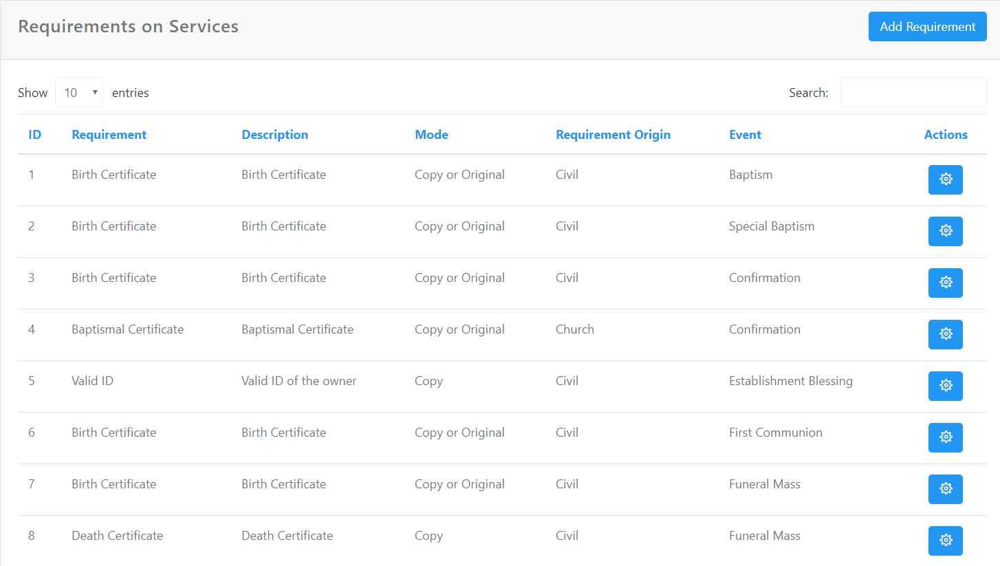 Requirements on Services
Add Requirement
Show 10 entries
Search:
ID Requirement Description Mode Requirement Origin Event Actions
1 Birth Certificate Birth Certificate Copy or Original Civil Baptism
2 Birth Certificate Birth Certificate Copy or Original Civil Special Baptism
3 Birth Certificate Birth Certificate Copy or Original Civil Confirmation
4 Baptismal Certificate Baptismal Certificate Copy or Original Church Confirmation
5 Valid ID Valid ID of the owner Copy Civil Establishment Blessing
6 Birth Certificate Birth Certificate Copy or Original Civil First Communion
7 Birth Certificate Birth Certificate Copy or Original Civil Funeral Mass
8 Death Certificate Death Certificate Copy Civil Funeral Mass